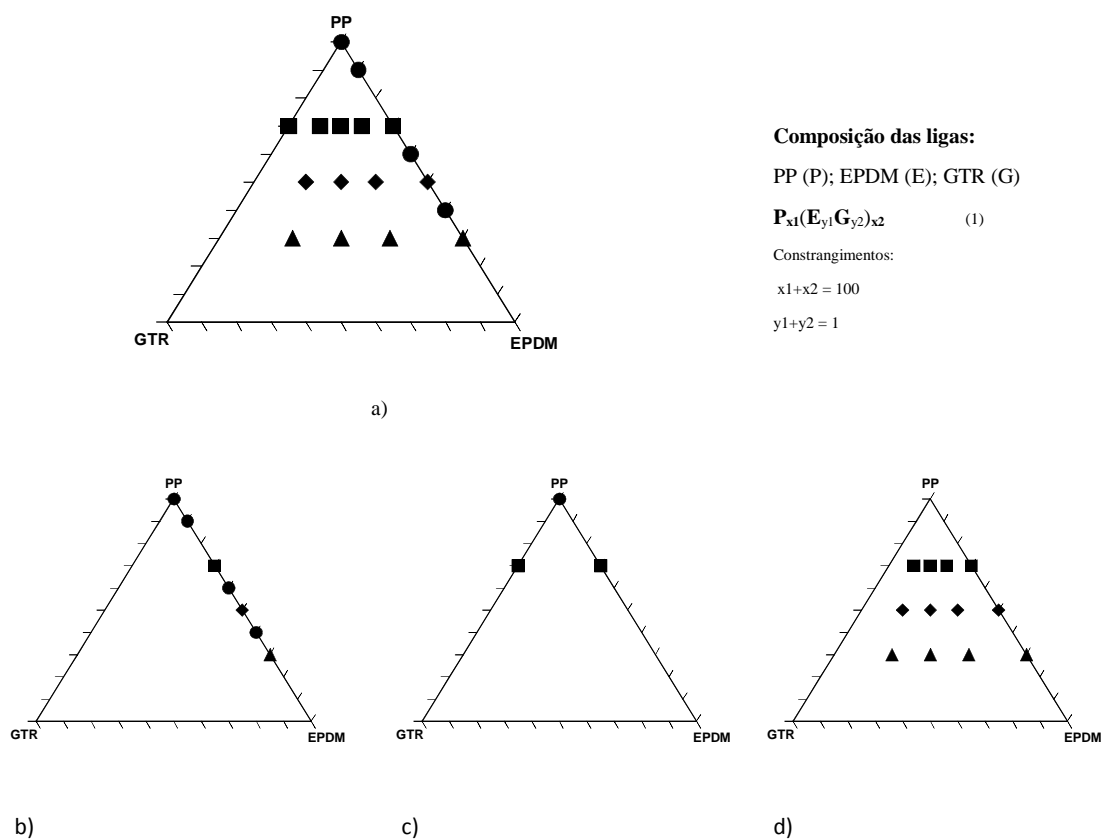 PP
GTR
EPDM
a)
Composição das ligas:
PP (P); EPDM (E); GTR (G)
Px1(Ey1Gy2)x2 (1)
Constrangimentos:
x1+x2 = 100
y1+y2 = 1
PP
GTR
EPDM
b)
PP
GTR
EPDM
c)
PP
GTR
EPDM
d)